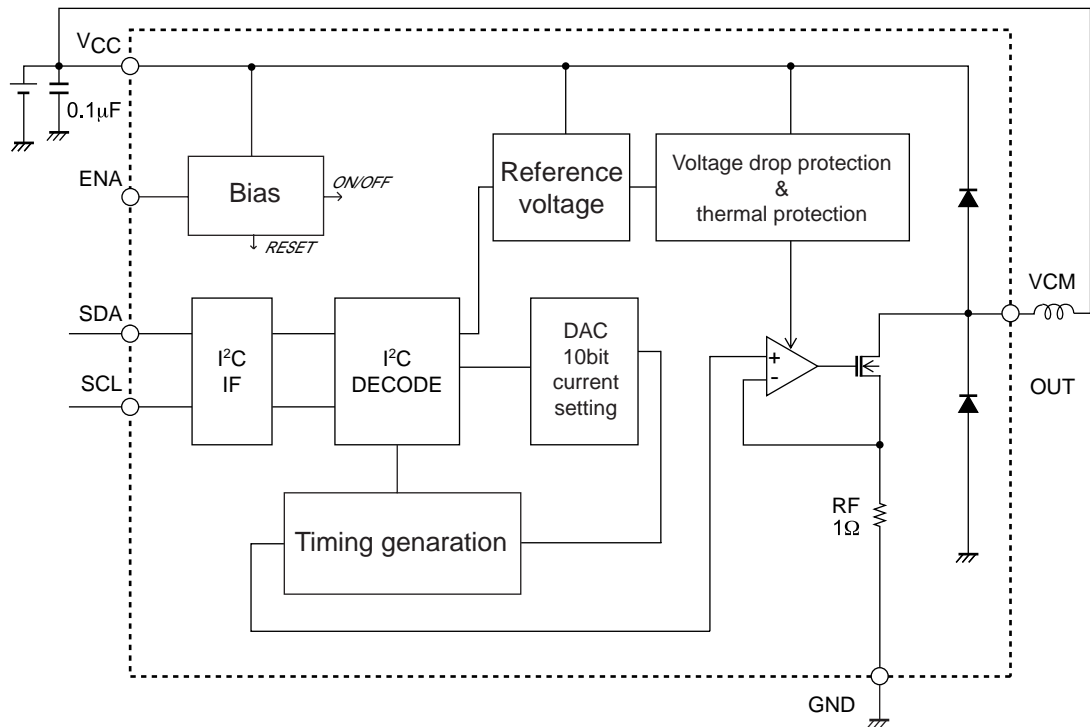 VCC
0.1μF
ENA
Bias
ON/OFF
RESET
Reference
voltage
Voltage drop protection
&
thermal protection
SDA
SCL
I²C
IF
I²C
DECODE
DAC
10bit
current
setting
+
-
VCM
OUT
Timing genaration
RF
1Ω
GND